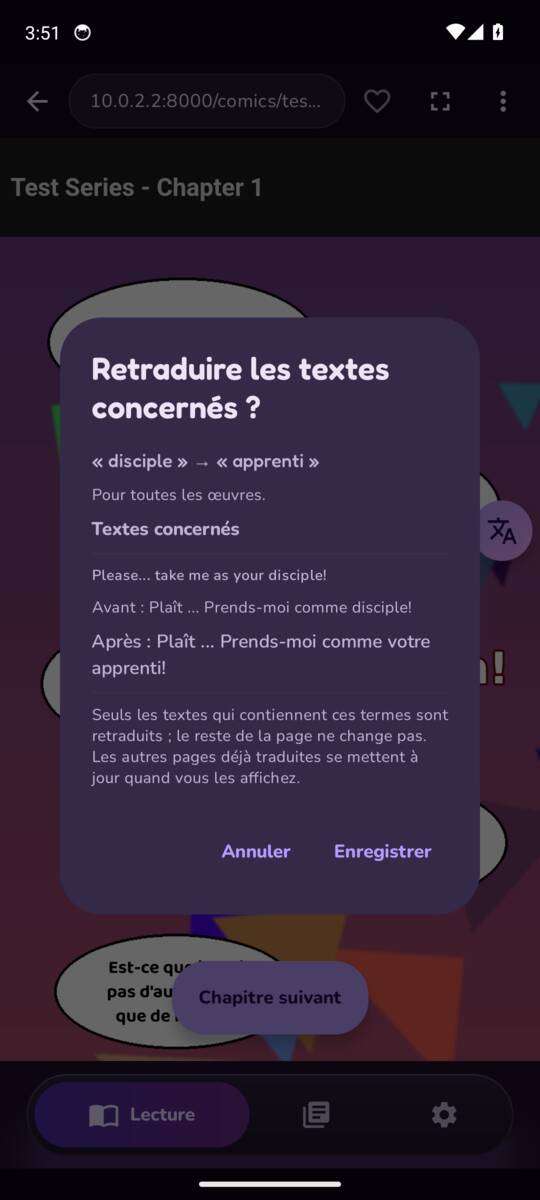 3:51
10.0.2.2:8000/comics/tes...
Test Series - Chapter 1
Retraduire les textes
concernés ?
« disciple » → « apprenti »
Pour toutes les œuvres.
Textes concernés
Please... take me as your disciple!
Avant : Plaît ... Prends-moi comme disciple!
Après : Plaît ... Prends-moi comme votre
apprenti!
Seuls les textes qui contiennent ces termes sont
retraduits ; le reste de la page ne change pas.
Les autres pages déjà traduites se mettent à
jour quand vous les affichez.
Annuler
Enregistrer
Est-ce que
pas d'au
que de
Chapitre suivant
Lecture